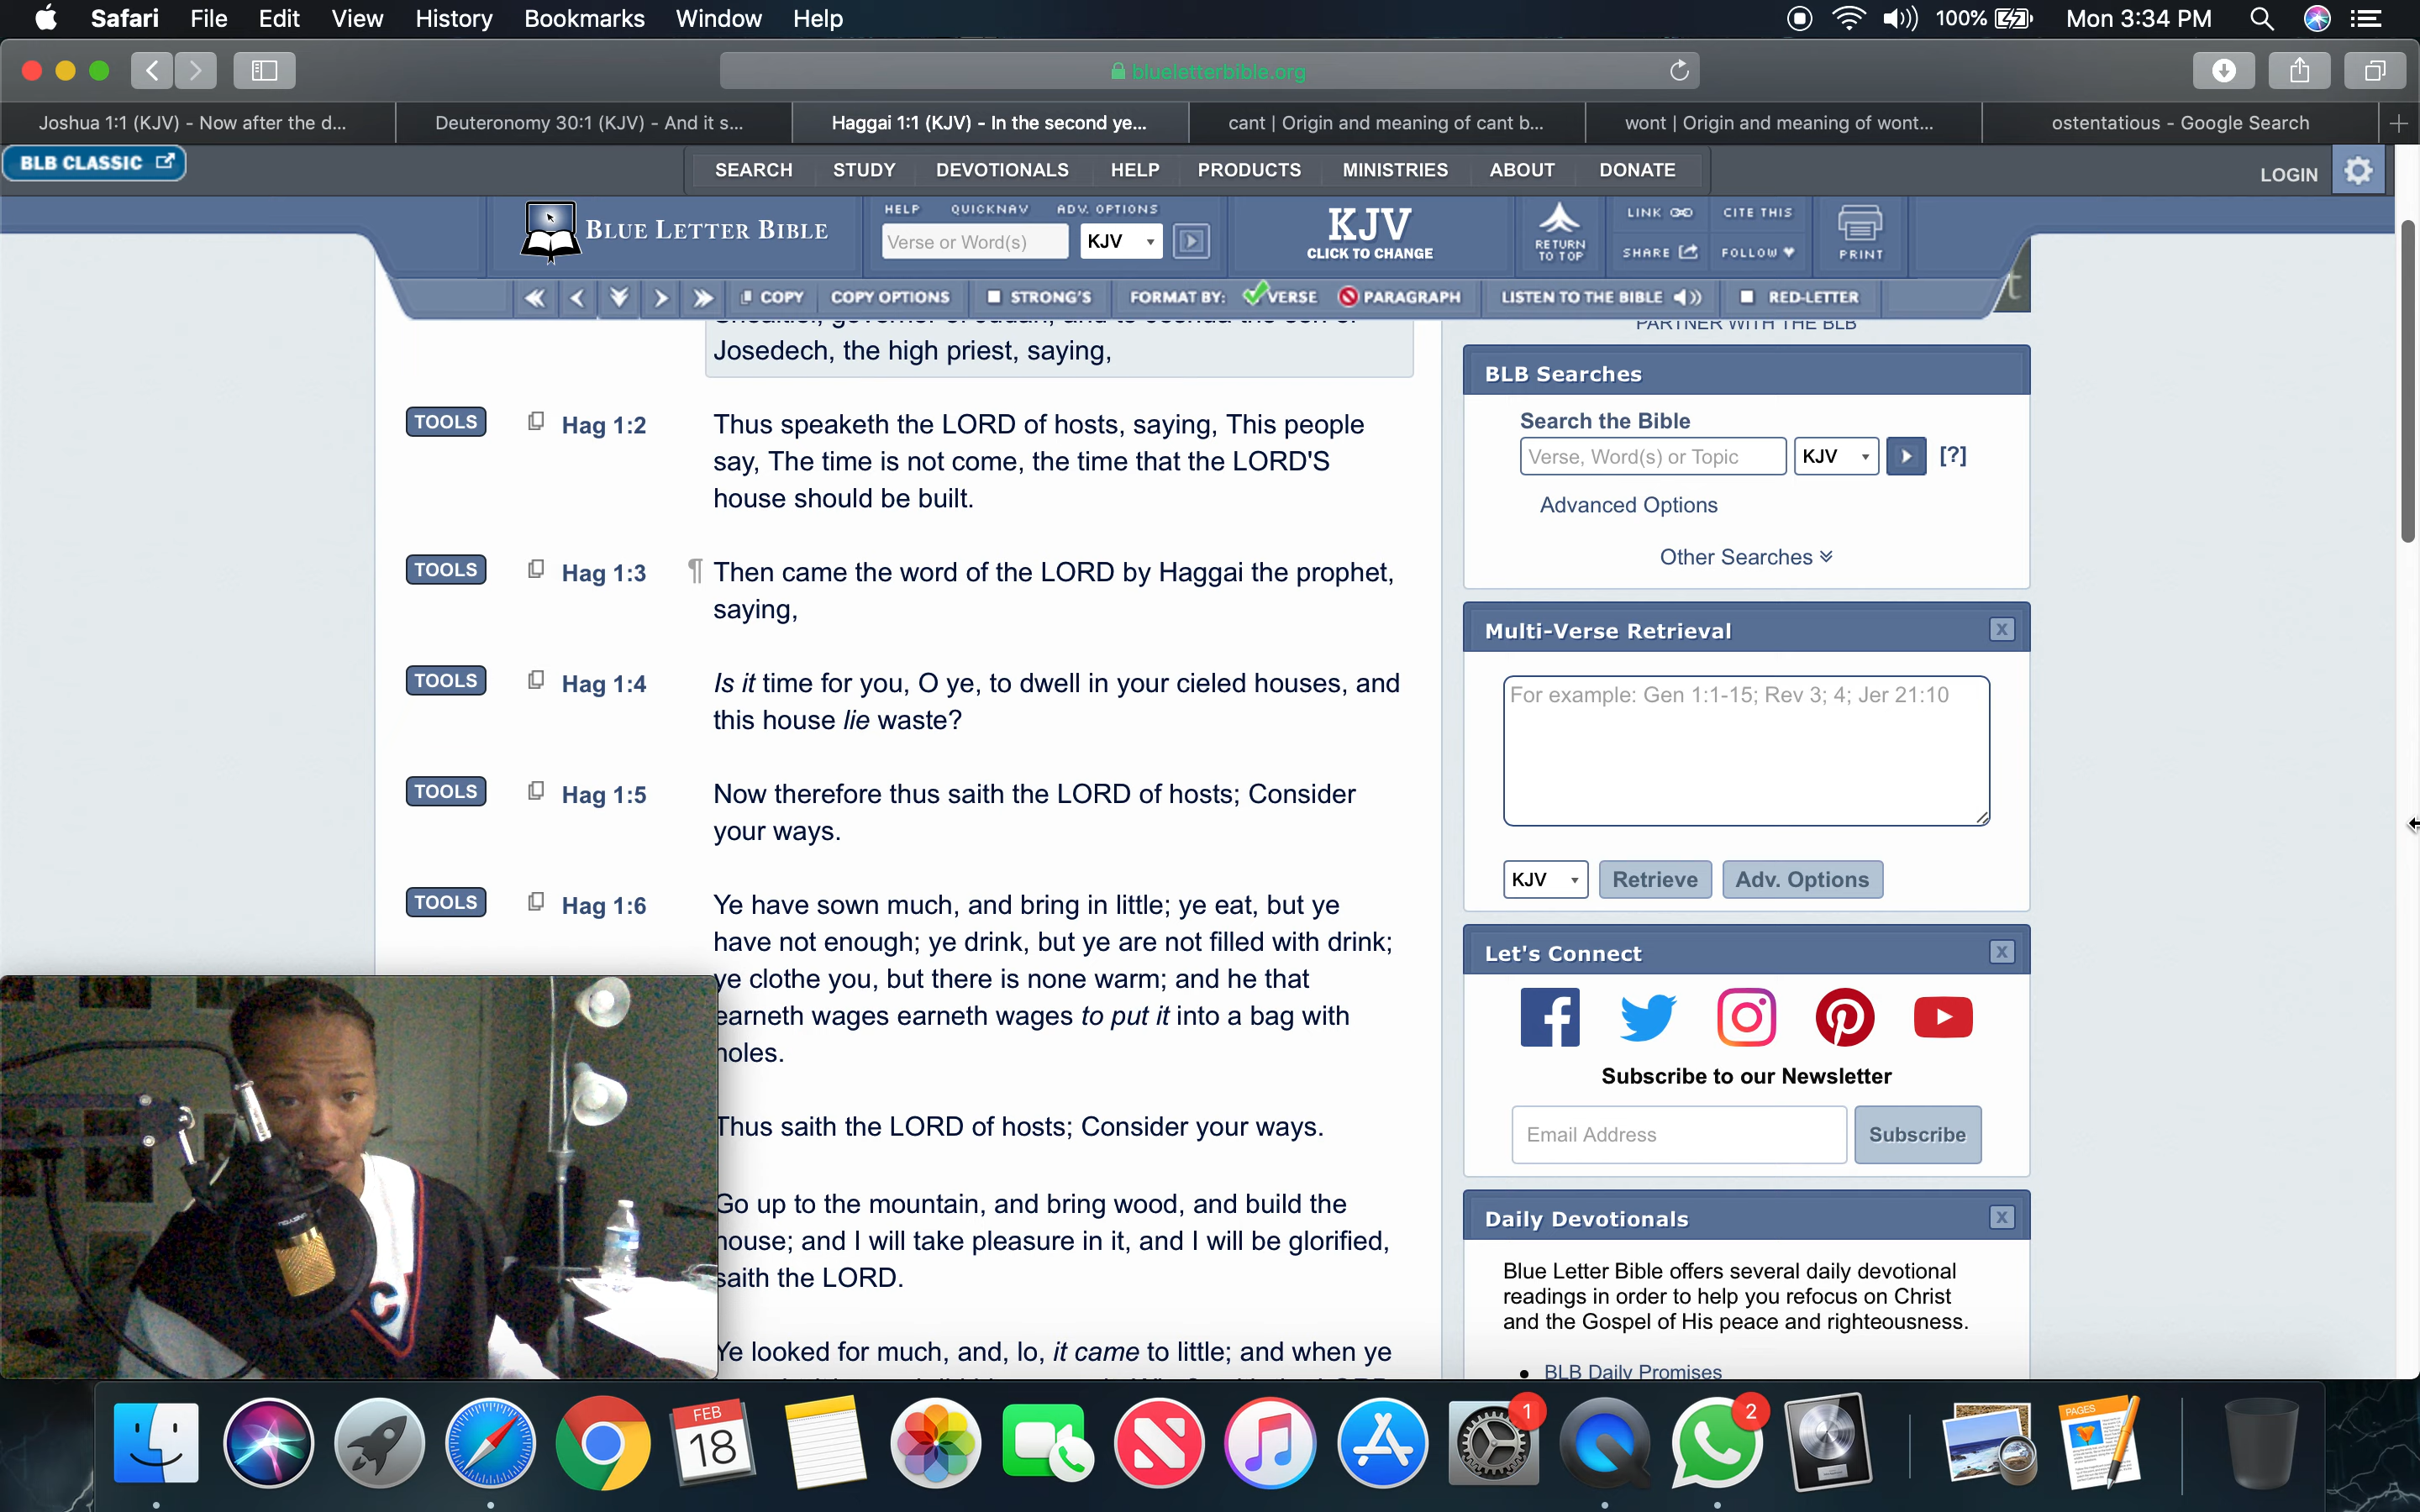 Safari File Edit View History Bookmarks Window Help 100% Mon 3:34 PM
blueletterbible.org
Joshua 1:1 (KJV) - Now after the d... Deuteronomy 30:1 (KJV) - And it s... Haggai 1:1 (KJV) - In the second ye... cant | Origin and meaning of cant b... wont | Origin and meaning of wont... ostentatious - Google Search
BLB CLASSIC
SEARCH STUDY DEVOTIONALS HELP PRODUCTS MINISTRIES ABOUT DONATE LOGIN
HELP QUICKNAV ADV. OPTIONS
BLUE LETTER BIBLE
Verse or Word(s) KJV
KJV
CLICK TO CHANGE
RETURN
TO TOP
LINK CITE THIS
SHARE FOLLOW
PRINT
COPY COPY OPTIONS STRONG'S FORMAT BY: VERSE PARAGRAPH LISTEN TO THE BIBLE RED-LETTER
Josedech, the high priest, saying,
TOOLS Hag 1:2 Thus speaketh the LORD of hosts, saying, This people
say, The time is not come, the time that the LORD'S
house should be built.
TOOLS Hag 1:3 ¶ Then came the word of the LORD by Haggai the prophet,
saying,
TOOLS Hag 1:4 Is it time for you, O ye, to dwell in your cieled houses, and
this house lie waste?
TOOLS Hag 1:5 Now therefore thus saith the LORD of hosts; Consider
your ways.
TOOLS Hag 1:6 Ye have sown much, and bring in little; ye eat, but ye
have not enough; ye drink, but ye are not filled with drink;
ye clothe you, but there is none warm; and he that
earneth wages earneth wages to put it into a bag with
holes.
Thus saith the LORD of hosts; Consider your ways.
Go up to the mountain, and bring wood, and build the
house; and I will take pleasure in it, and I will be glorified,
saith the LORD.
Ye looked for much, and, lo, it came to little; and when ye
PARTNER WITH THE BLB
BLB Searches
Search the Bible
Verse, Word(s) or Topic KJV [?]
Advanced Options
Other Searches
Multi-Verse Retrieval X
For example: Gen 1:1-15; Rev 3; 4; Jer 21:10
KJV Retrieve Adv. Options
Let's Connect X
Subscribe to our Newsletter
Email Address Subscribe
Daily Devotionals X
Blue Letter Bible offers several daily devotional
readings in order to help you refocus on Christ
and the Gospel of His peace and righteousness.
• BLB Daily Promises
FEB
18
1
2
PAGES